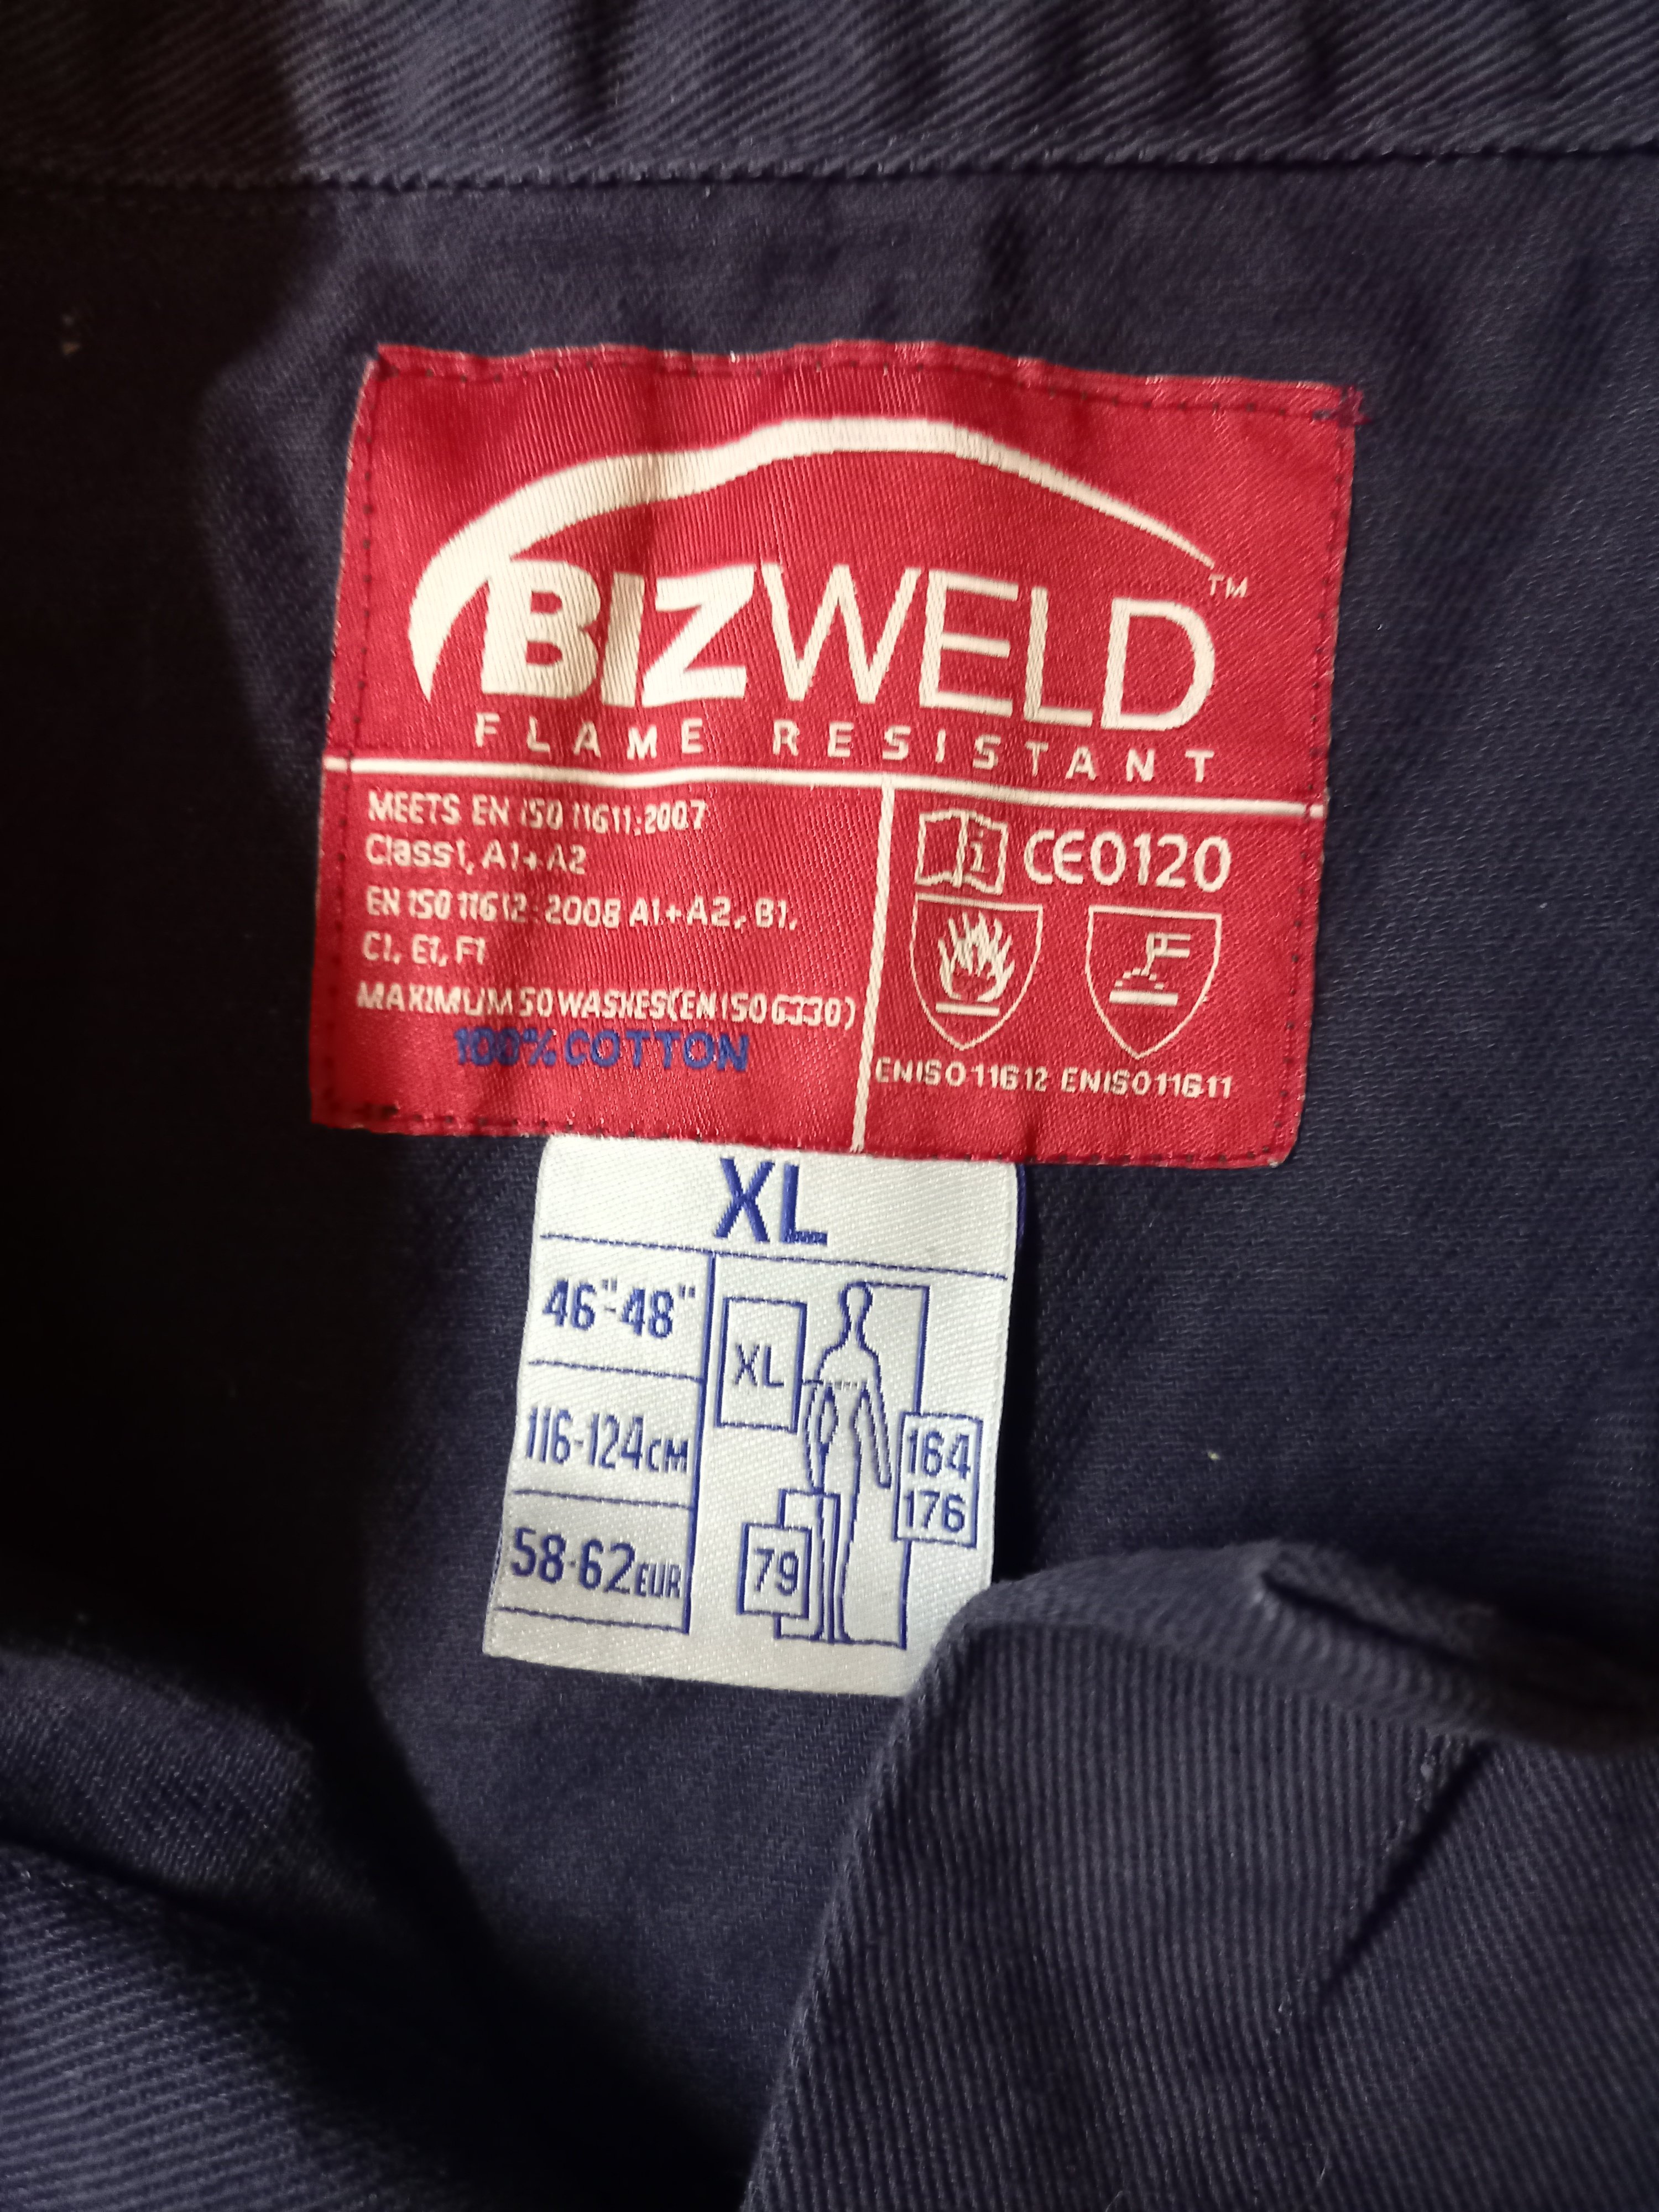 BIZWELD™
FLAME RESISTANT
MEETS EN ISO 11611:2007
Class1, A1+A2
EN ISO 11612:2008 A1+A2, B1,
C1, E1, F1
MAXIMUM 50 WASHES(EN ISO 6330)
100% COTTON
i CE0120
ENISO11612 ENISO11611
XL
46"-48"
116-124CM
58-62EUR
XL
164
176
79